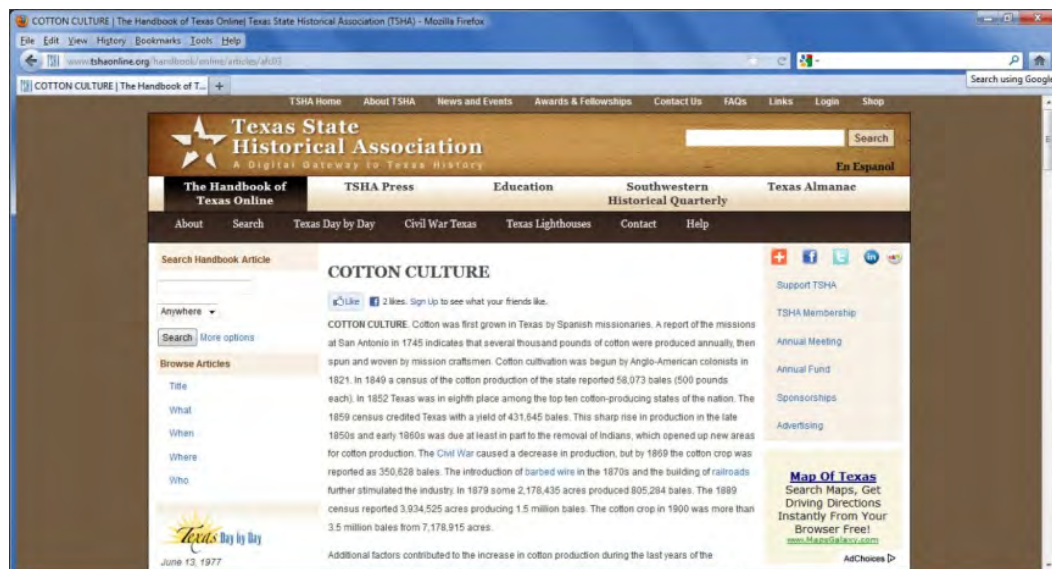 COTTON CULTURE | The Handbook of Texas Online| Texas State Historical Association (TSHA) - Mozilla Firefox
File Edit View History Bookmarks Tools Help
www.tshaonline.org/handbook/online/articles/afc03
COTTON CULTURE | The Handbook of T... +
Search using Google
TSHA Home About TSHA News and Events Awards & Fellowships Contact Us FAQs Links Login Shop
Texas State
Historical Association
A Digital Gateway to Texas History
Search
En Espanol
The Handbook of
Texas Online
TSHA Press
Education
Southwestern
Historical Quarterly
Texas Almanac
About Search Texas Day by Day Civil War Texas Texas Lighthouses Contact Help
Search Handbook Article
Anywhere
Search More options
Browse Articles
Title
What
When
Where
Who
Texas Day by Day
June 13, 1977
COTTON CULTURE
Like 2 likes. Sign Up to see what your friends like.
COTTON CULTURE. Cotton was first grown in Texas by Spanish missionaries. A report of the missions
at San Antonio in 1745 indicates that several thousand pounds of cotton were produced annually, then
spun and woven by mission craftsmen. Cotton cultivation was begun by Anglo-American colonists in
1821. In 1849 a census of the cotton production of the state reported 58,073 bales (500 pounds
each). In 1852 Texas was in eighth place among the top ten cotton-producing states of the nation. The
1859 census credited Texas with a yield of 431,645 bales. This sharp rise in production in the late
1850s and early 1860s was due at least in part to the removal of Indians, which opened up new areas
for cotton production. The Civil War caused a decrease in production, but by 1869 the cotton crop was
reported as 350,628 bales. The introduction of barbed wire in the 1870s and the building of railroads
further stimulated the industry. In 1879 some 2,178,435 acres produced 805,284 bales. The 1889
census reported 3,934,525 acres producing 1.5 million bales. The cotton crop in 1900 was more than
3.5 million bales from 7,178,915 acres.
Additional factors contributed to the increase in cotton production during the last years of the
Support TSHA
TSHA Membership
Annual Meeting
Annual Fund
Sponsorships
Advertising
Map Of Texas
Search Maps, Get
Driving Directions
Instantly From Your
Browser Free!
www.MapsGalaxy.com
AdChoices